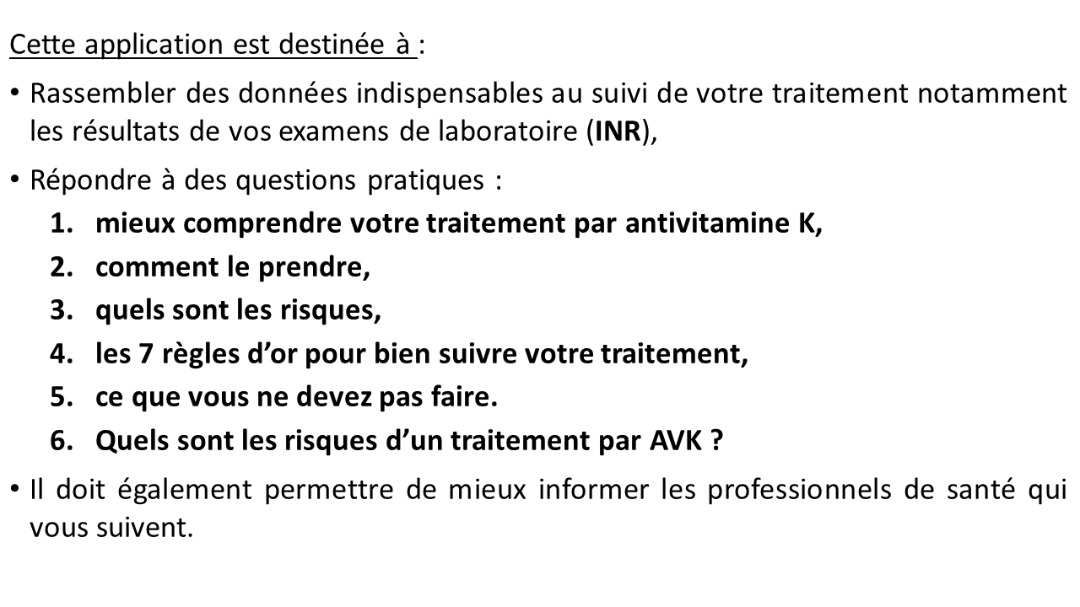 Cette application est destinée à :
• Rassembler des données indispensables au suivi de votre traitement notamment
les résultats de vos examens de laboratoire (INR),
• Répondre à des questions pratiques :
1. mieux comprendre votre traitement par antivitamine K,
2. comment le prendre,
3. quels sont les risques,
4. les 7 règles d’or pour bien suivre votre traitement,
5. ce que vous ne devez pas faire.
6. Quels sont les risques d’un traitement par AVK ?
• Il doit également permettre de mieux informer les professionnels de santé qui
vous suivent.